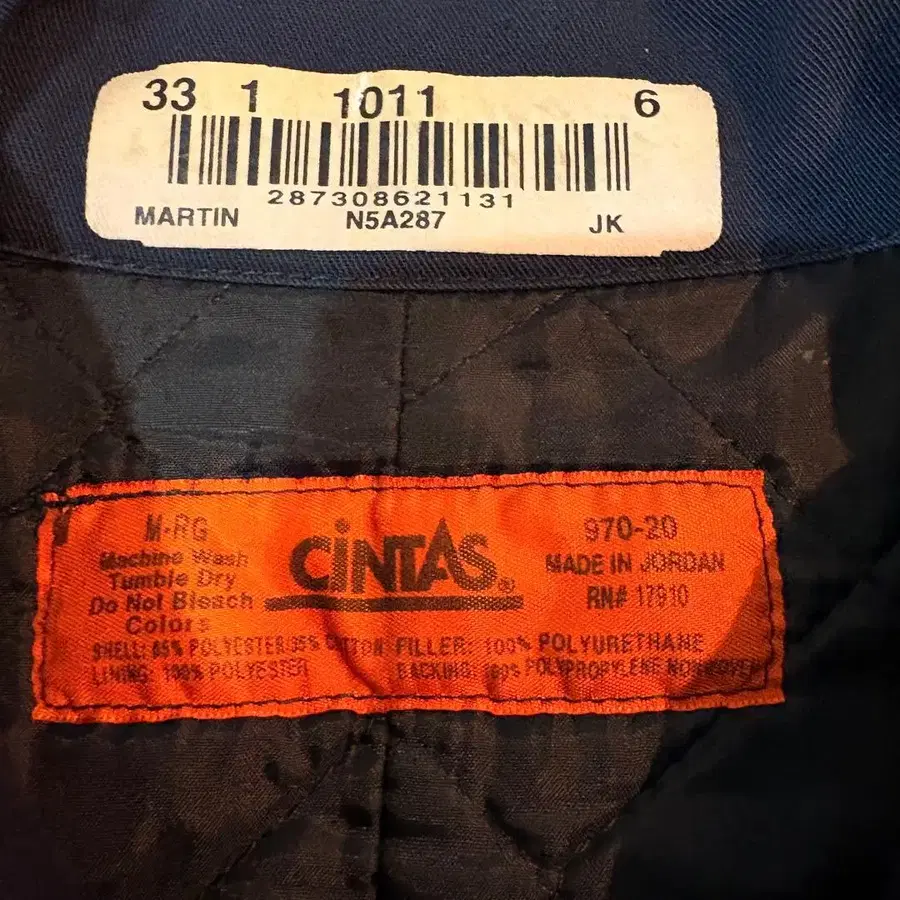 33 1 1011 6
287308621131
MARTIN N5A287 JK
M-RG
Machine Wash
Tumble Dry
Do Not Bleach
Colors
CINTAS®
970-20
MADE IN JORDAN
RN# 17910
SHELL: 65% POLYESTER/35% COTTON FILLER: 100% POLYURETHANE
LINING: 100% POLYESTER BACKING: 100% POLYPROPYLENE NONWOVEN